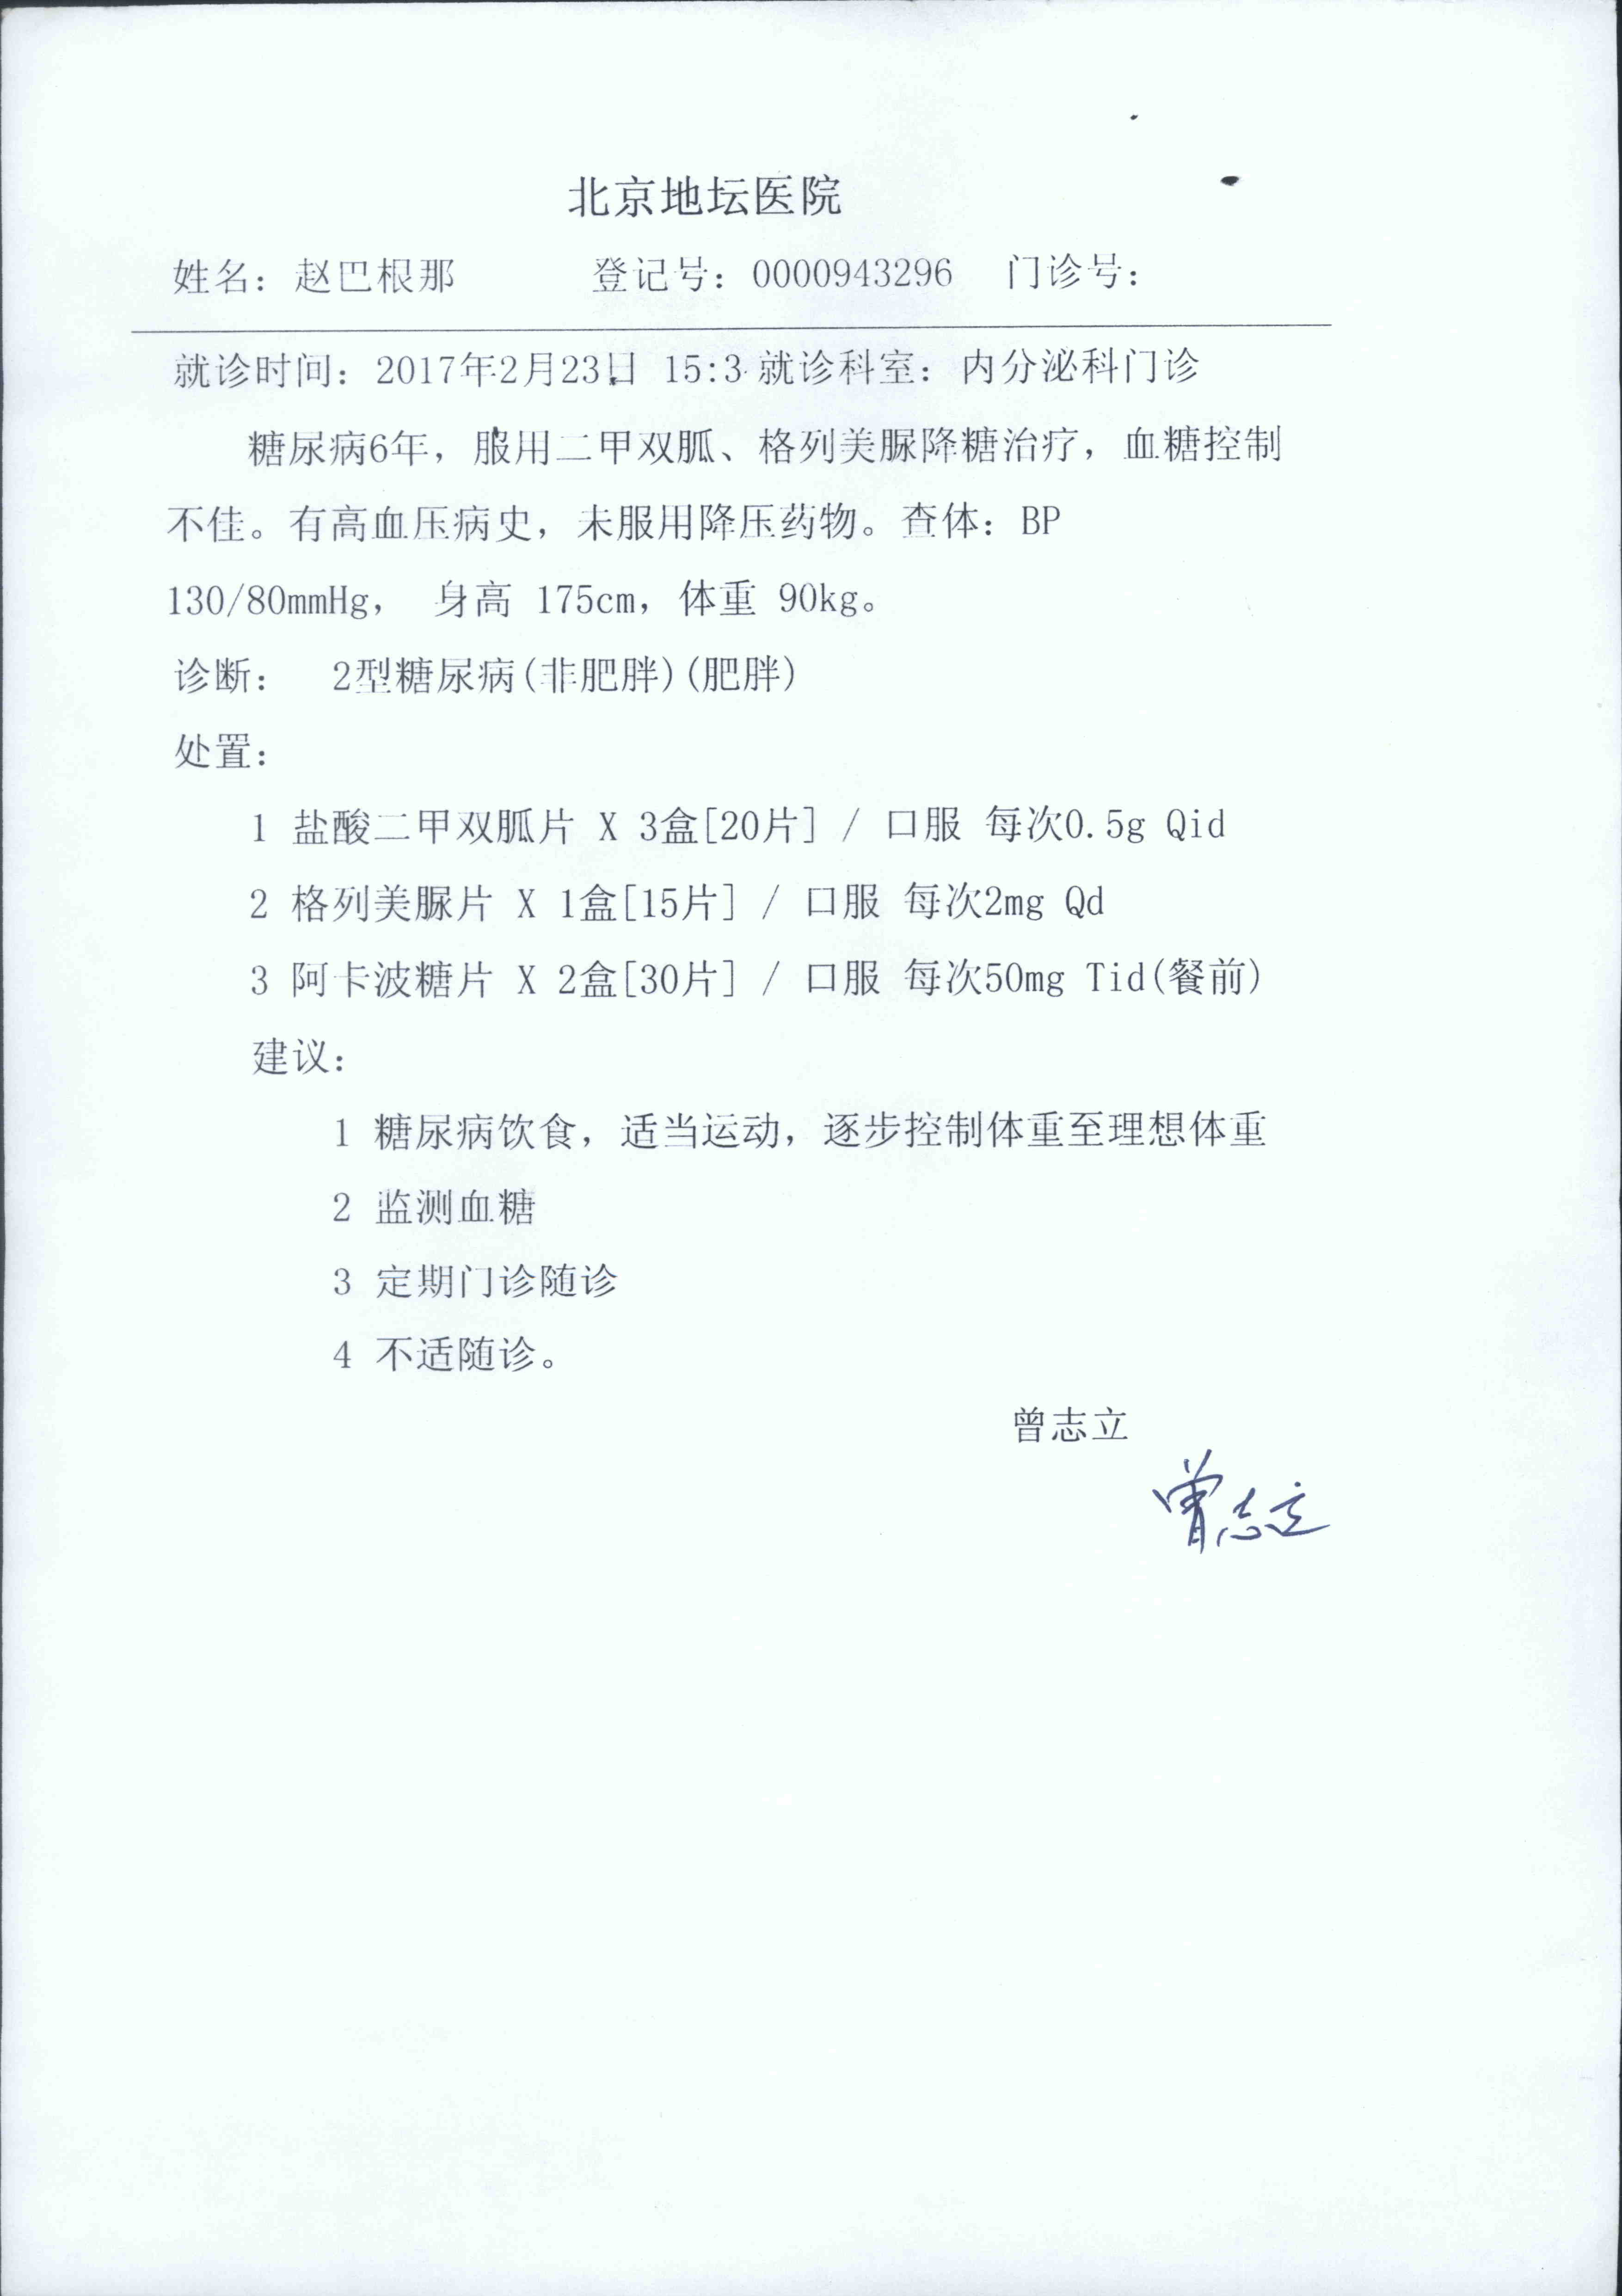 北京地坛医院
姓名：赵巴根那 登记号：0000943296 门诊号：
就诊时间：2017年2月23日 15:3 就诊科室：内分泌科门诊
糖尿病6年，服用二甲双胍、格列美脲降糖治疗，血糖控制
不佳。有高血压病史，未服用降压药物。查体：BP
130/80mmHg， 身高 175cm，体重 90kg。
诊断： 2型糖尿病(非肥胖)(肥胖)
处置：
1 盐酸二甲双胍片 X 3盒[20片] / 口服 每次0.5g Qid
2 格列美脲片 X 1盒[15片] / 口服 每次2mg Qd
3 阿卡波糖片 X 2盒[30片] / 口服 每次50mg Tid(餐前)
建议：
1 糖尿病饮食，适当运动，逐步控制体重至理想体重
2 监测血糖
3 定期门诊随诊
4 不适随诊。
曾志立
曾志立